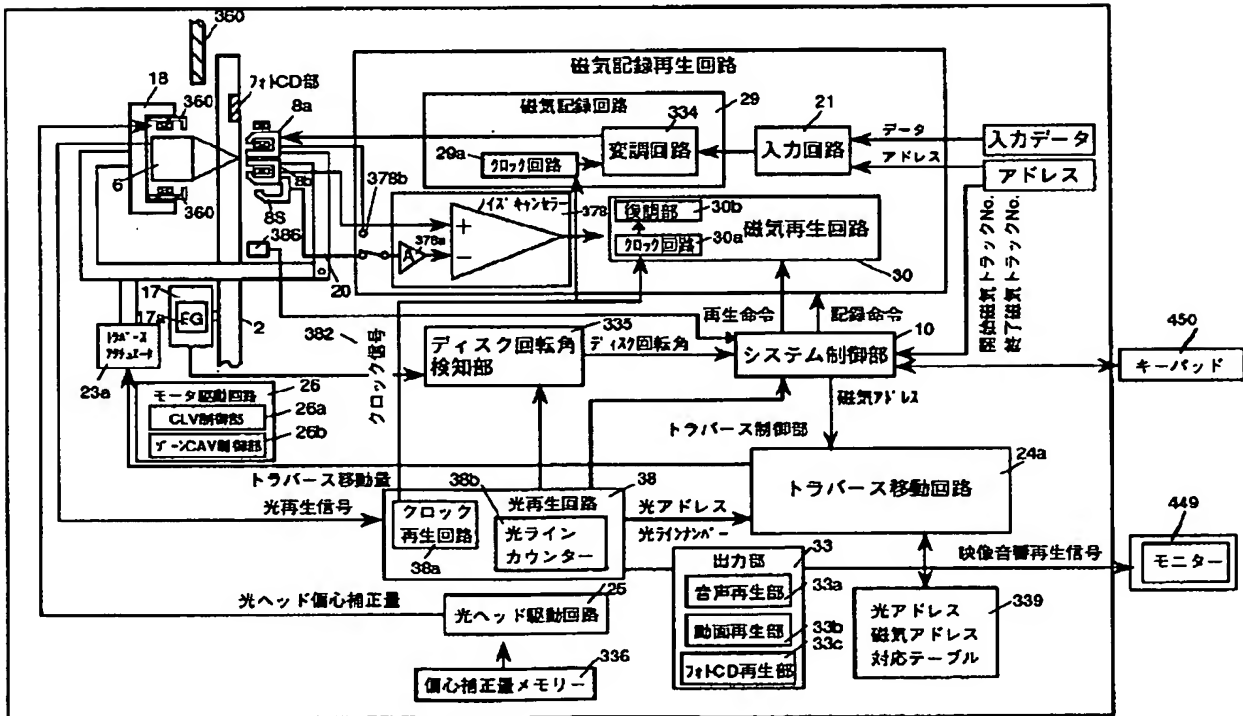 360
磁気記録再生回路
18
360
フォトCD部
8a
磁気記録回路
29
334
変調回路
21
入力回路
データ
アドレス
入力データ
アドレス
29a
クロック回路
6
8b
378b
360
8S
ノイズキャンセラー
378
378a
A
+
-
復調部
30b
クロック回路
30a
磁気再生回路
30
386
20
開始磁気トラックNo.
終了磁気トラックNo.
再生命令
記録命令
17
17a
FG
2
382
クロック信号
335
ディスク回転角
検知部
ディスク回転角
10
システム制御部
450
キーパッド
トラバース
アクチュエータ
23a
モータ駆動回路
26
CLV制御部
26a
ゾーンCAV制御部
26b
磁気アドレス
トラバース制御部
24a
トラバース移動回路
トラバース移動量
38b
38
光再生信号
光再生回路
クロック
再生回路
38a
光ライン
カウンター
光アドレス
光ラインナンバー
33
出力部
音声再生部
33a
動画再生部
33b
フォトCD再生部
33c
映像音響再生信号
449
モニター
339
光アドレス
磁気アドレス
対応テーブル
光ヘッド偏心補正量
25
光ヘッド駆動回路
336
偏心補正量メモリー